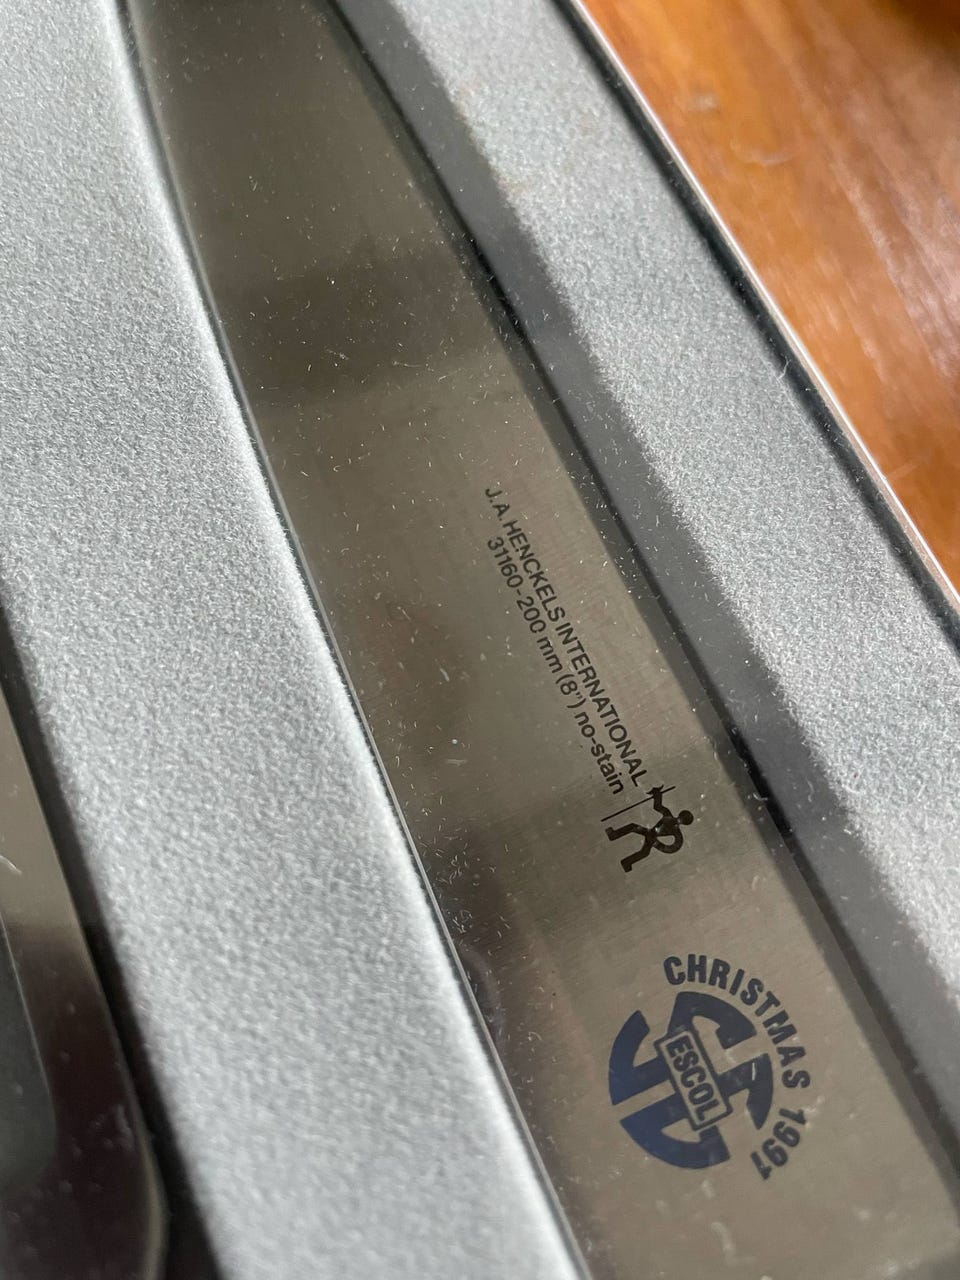 J.A. HENCKELS INTERNATIONAL
31160-200 mm (8") no-stain
CHRISTMAS 1991
ESCOL